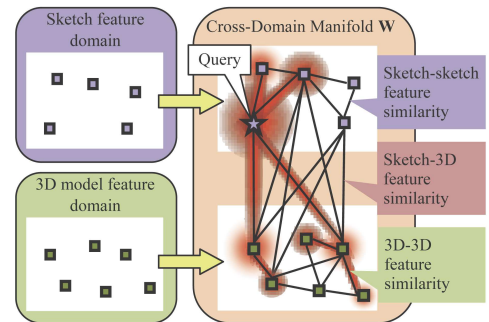 Sketch feature
domain
Cross-Domain Manifold W
Query
Sketch-sketch
feature
similarity
Sketch-3D
feature
similarity
3D model feature
domain
3D-3D
feature
similarity